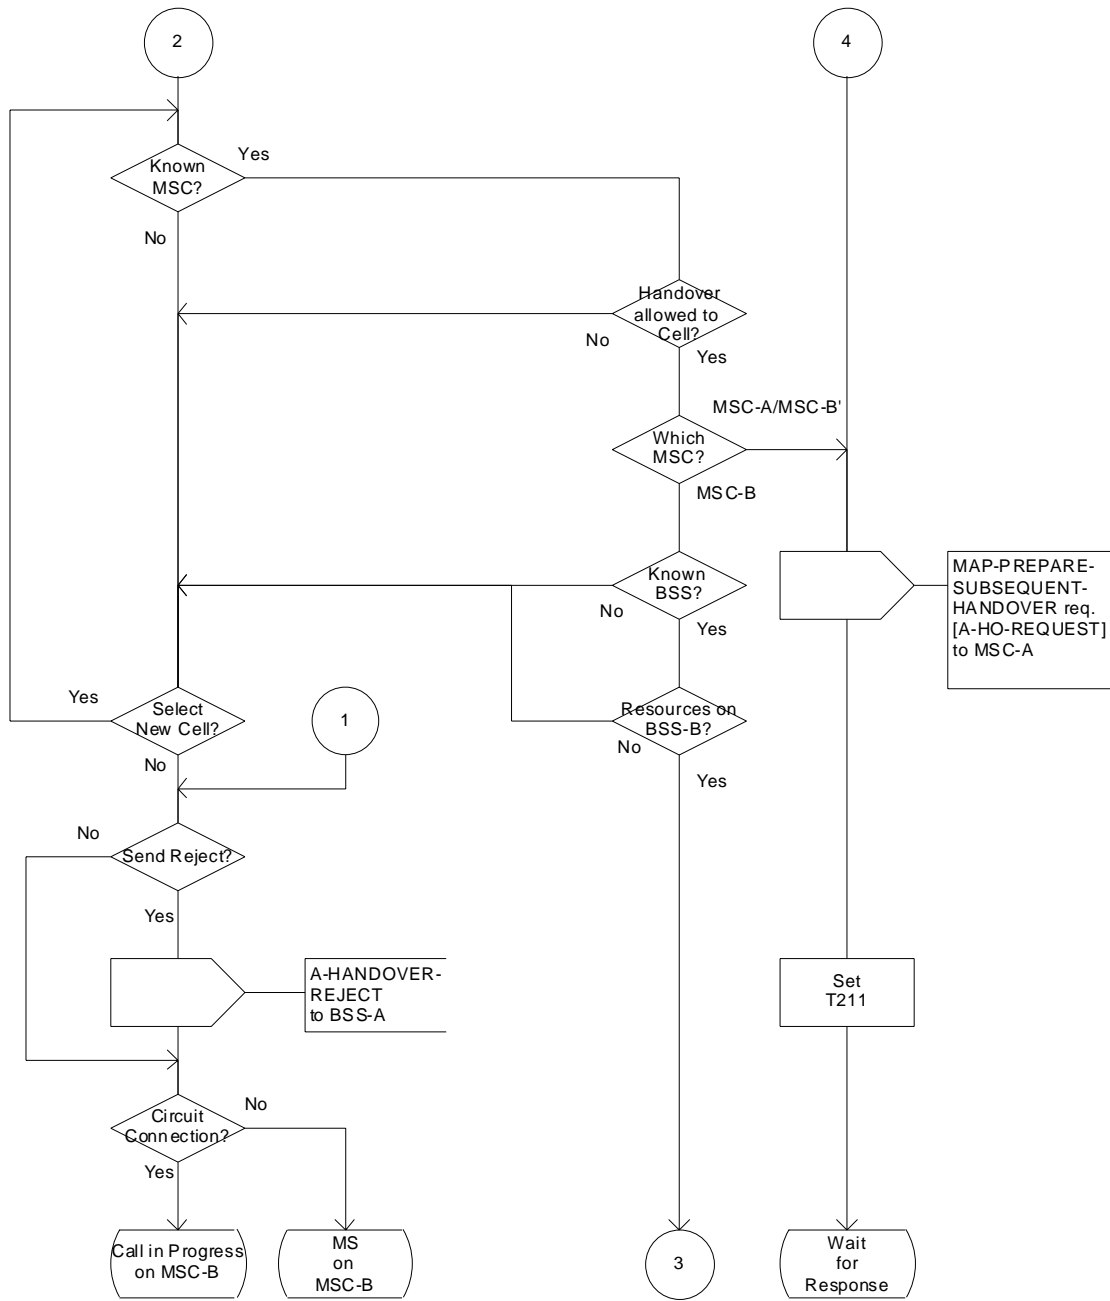 2
4
Known
MSC?
Yes
No
Handover
allowed to
Cell?
No
Yes
MSC-A/MSC-B'
Which
MSC?
MSC-B
Known
BSS?
No
Yes
MAP-PREPARE-
SUBSEQUENT-
HANDOVER req.
[A-HO-REQUEST]
to MSC-A
Yes
Select
New Cell?
No
1
Resources on
BSS-B?
No
Yes
No
Send Reject?
Yes
A-HANDOVER-
REJECT
to BSS-A
Set
T211
Circuit
Connection?
No
Yes
Call in Progress
on MSC-B
MS
on
MSC-B
3
Wait
for
Response